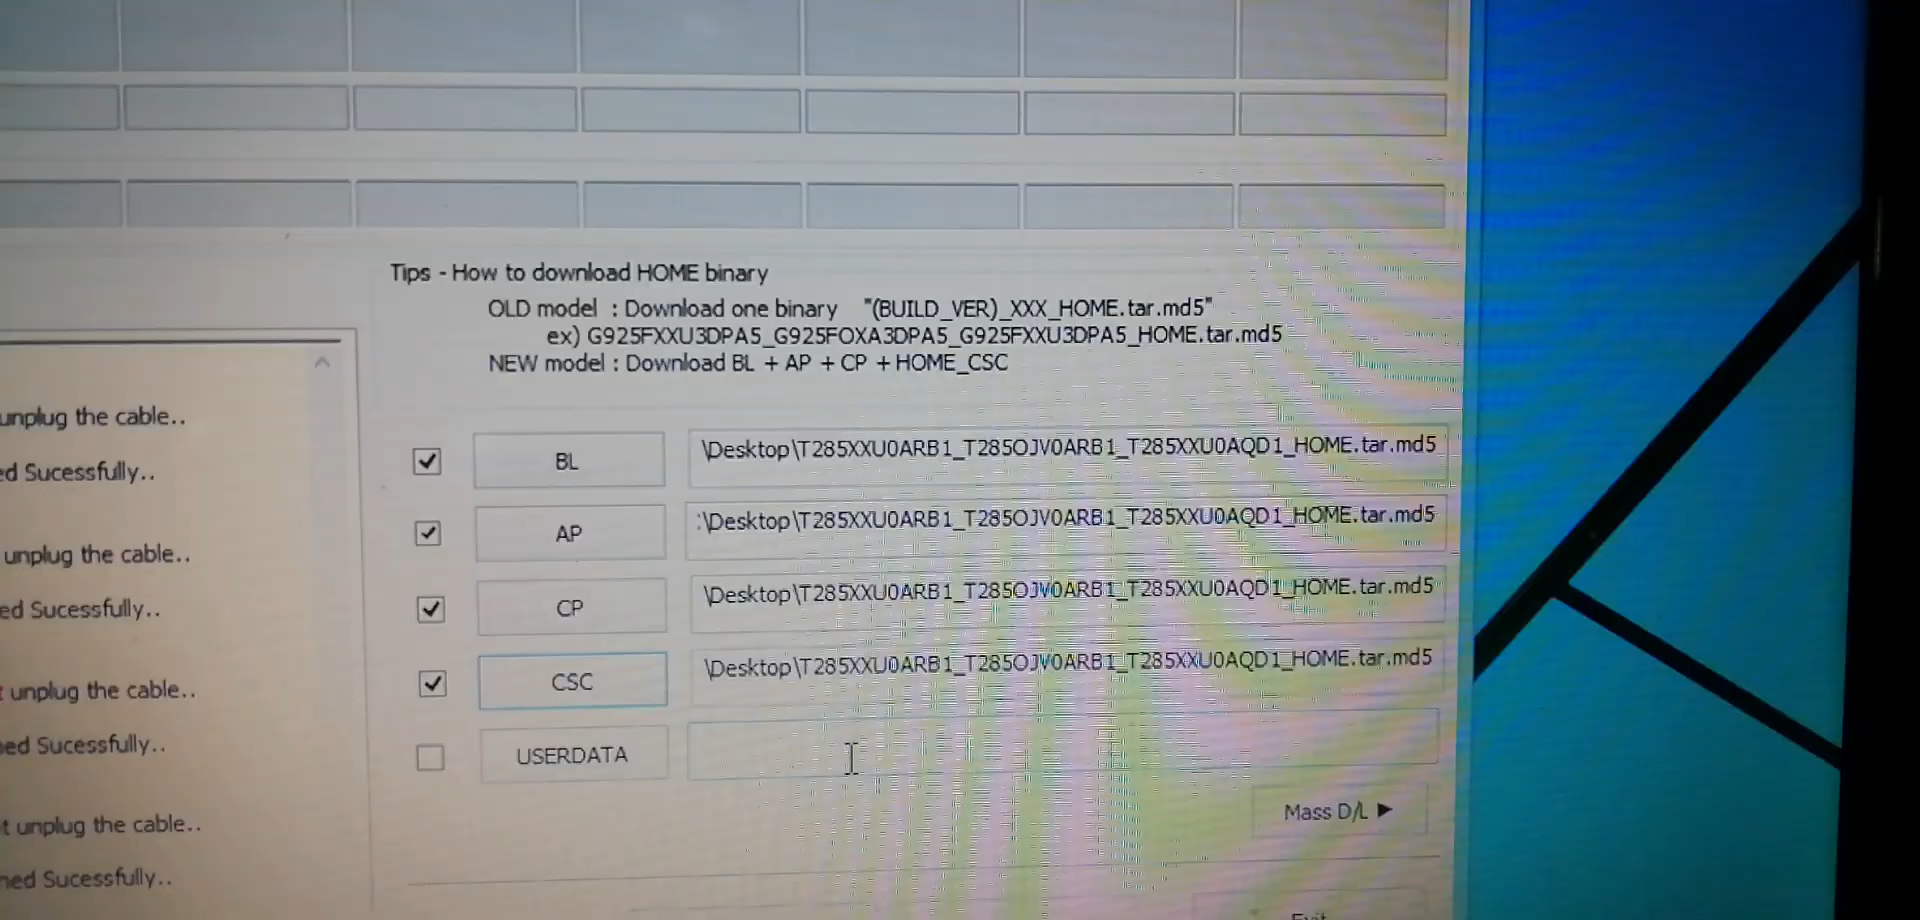 Tips - How to download HOME binary
OLD model : Download one binary "(BUILD_VER)_XXX_HOME.tar.md5"
ex) G925FXXU3DPA5_G925FOXA3DPA5_G925FXXU3DPA5_HOME.tar.md5
NEW model : Download BL + AP + CP + HOME_CSC
unplug the cable..
ed Sucessfully..
unplug the cable..
ed Sucessfully..
t unplug the cable..
ed Sucessfully..
t unplug the cable..
ned Sucessfully..
BL \Desktop\T285XXU0ARB1_T285OJV0ARB1_T285XXU0AQD1_HOME.tar.md5
AP :\Desktop\T285XXU0ARB1_T285OJV0ARB1_T285XXU0AQD1_HOME.tar.md5
CP \Desktop\T285XXU0ARB1_T285OJV0ARB1_T285XXU0AQD1_HOME.tar.md5
CSC \Desktop\T285XXU0ARB1_T285OJV0ARB1_T285XXU0AQD1_HOME.tar.md5
USERDATA
Mass D/L ►